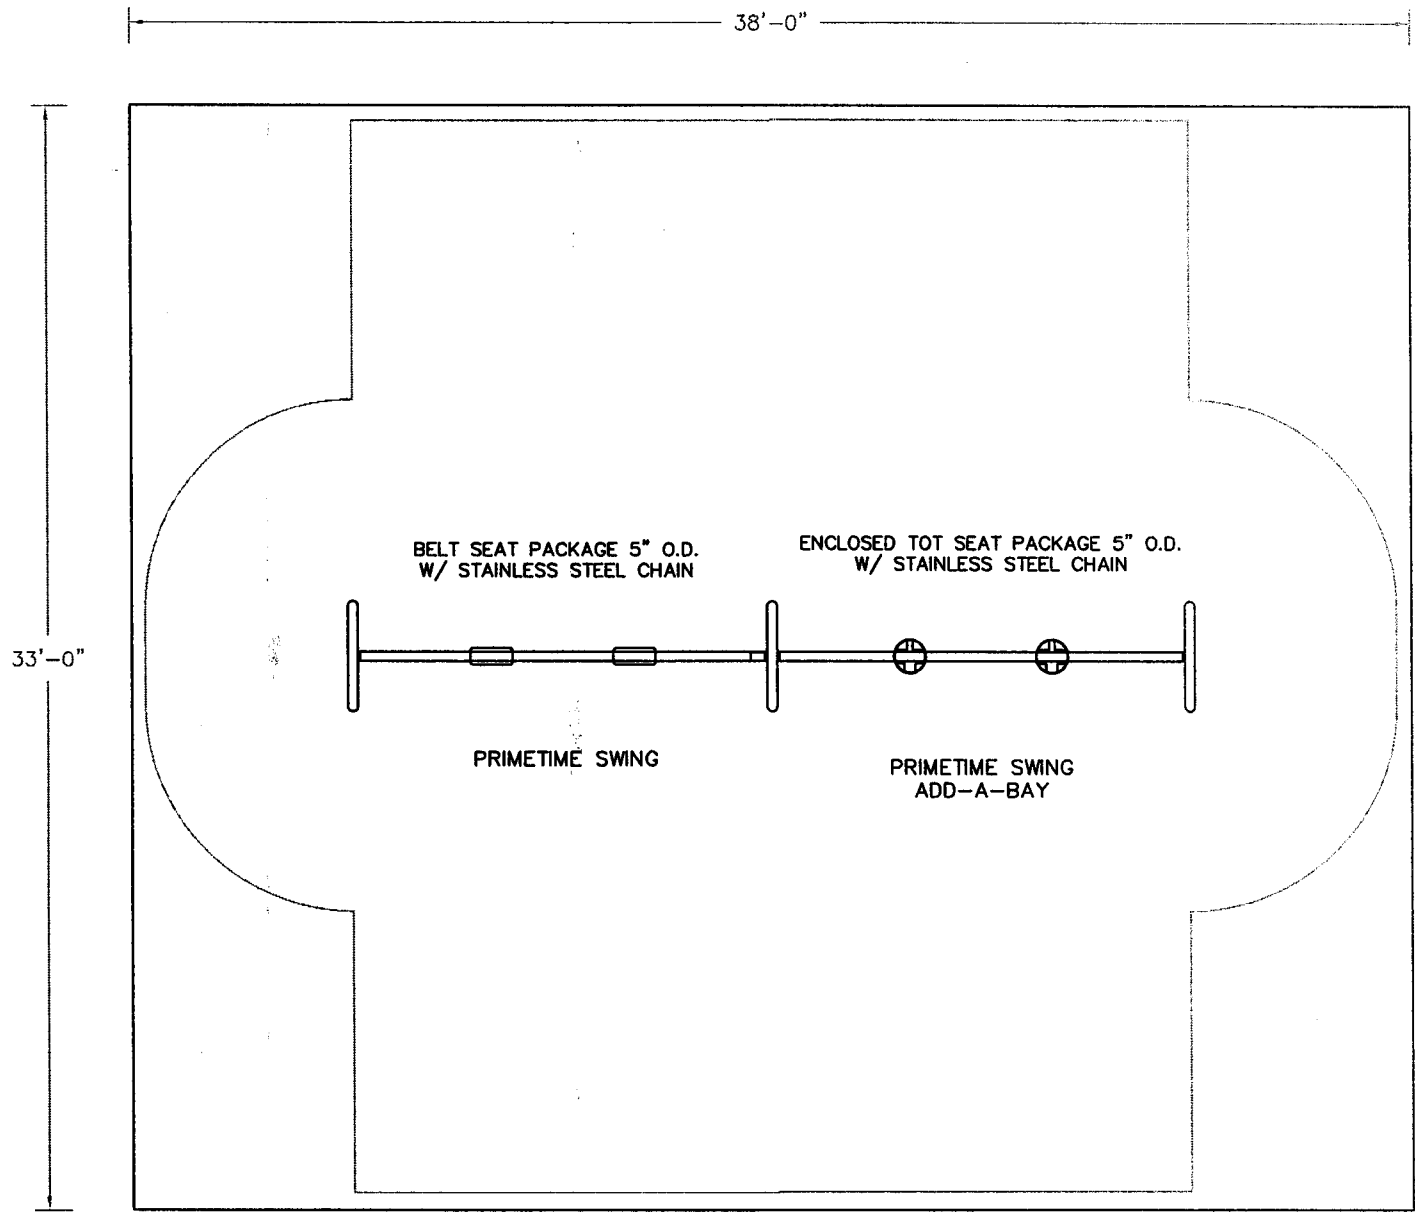 38'-0"
BELT SEAT PACKAGE 5" O.D.
W/ STAINLESS STEEL CHAIN
ENCLOSED TOT SEAT PACKAGE 5" O.D.
W/ STAINLESS STEEL CHAIN
33'-0"
PRIMETIME SWING
PRIMETIME SWING
ADD-A-BAY